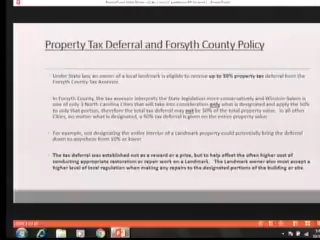 Property Tax Deferral and Forsyth County Policy
Under State law, an owner of a local landmark is eligible to receive up to 50% property tax deferral from the
Forsyth County Tax Assessor.
In Forsyth County, the tax assessor interprets the State legislation more conservatively and Winston-Salem is
one of only 3 North Carolina Cities that will take into consideration only what is designated and apply the 50%
to only that portion, therefore the total tax deferral may not be 50% of the total property value. In all other
Cities, no matter what is designated, a 50% tax deferral is given on the entire property value
For example, not designating the entire interior of a Landmark property could potentially bring the deferral
down to anywhere from 10% or lower.
The tax deferral was established not as a reward or a prize, but to help offset the often higher cost of
conducting appropriate restoration or repair work on a Landmark. The Landmark owner also must accept a
higher level of local regulation when making any repairs to the designated portions of the building or site.